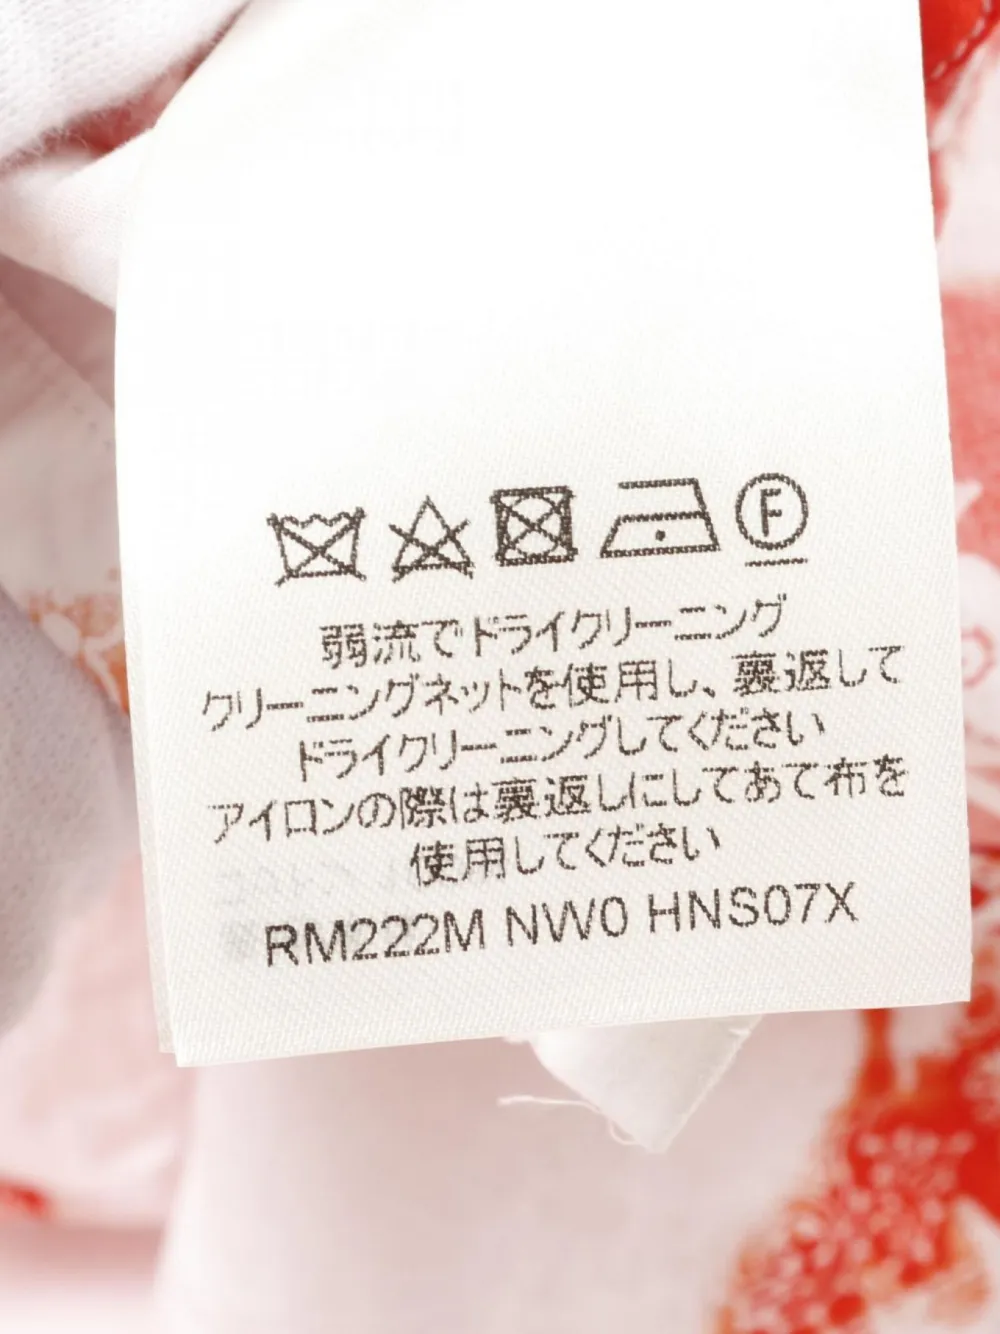 F
弱流でドライクリーニング
クリーニングネットを使用し、裏返して
ドライクリーニングしてください
アイロンの際は裏返しにしてあて布を
使用してください
RM222M NW0 HNS07X